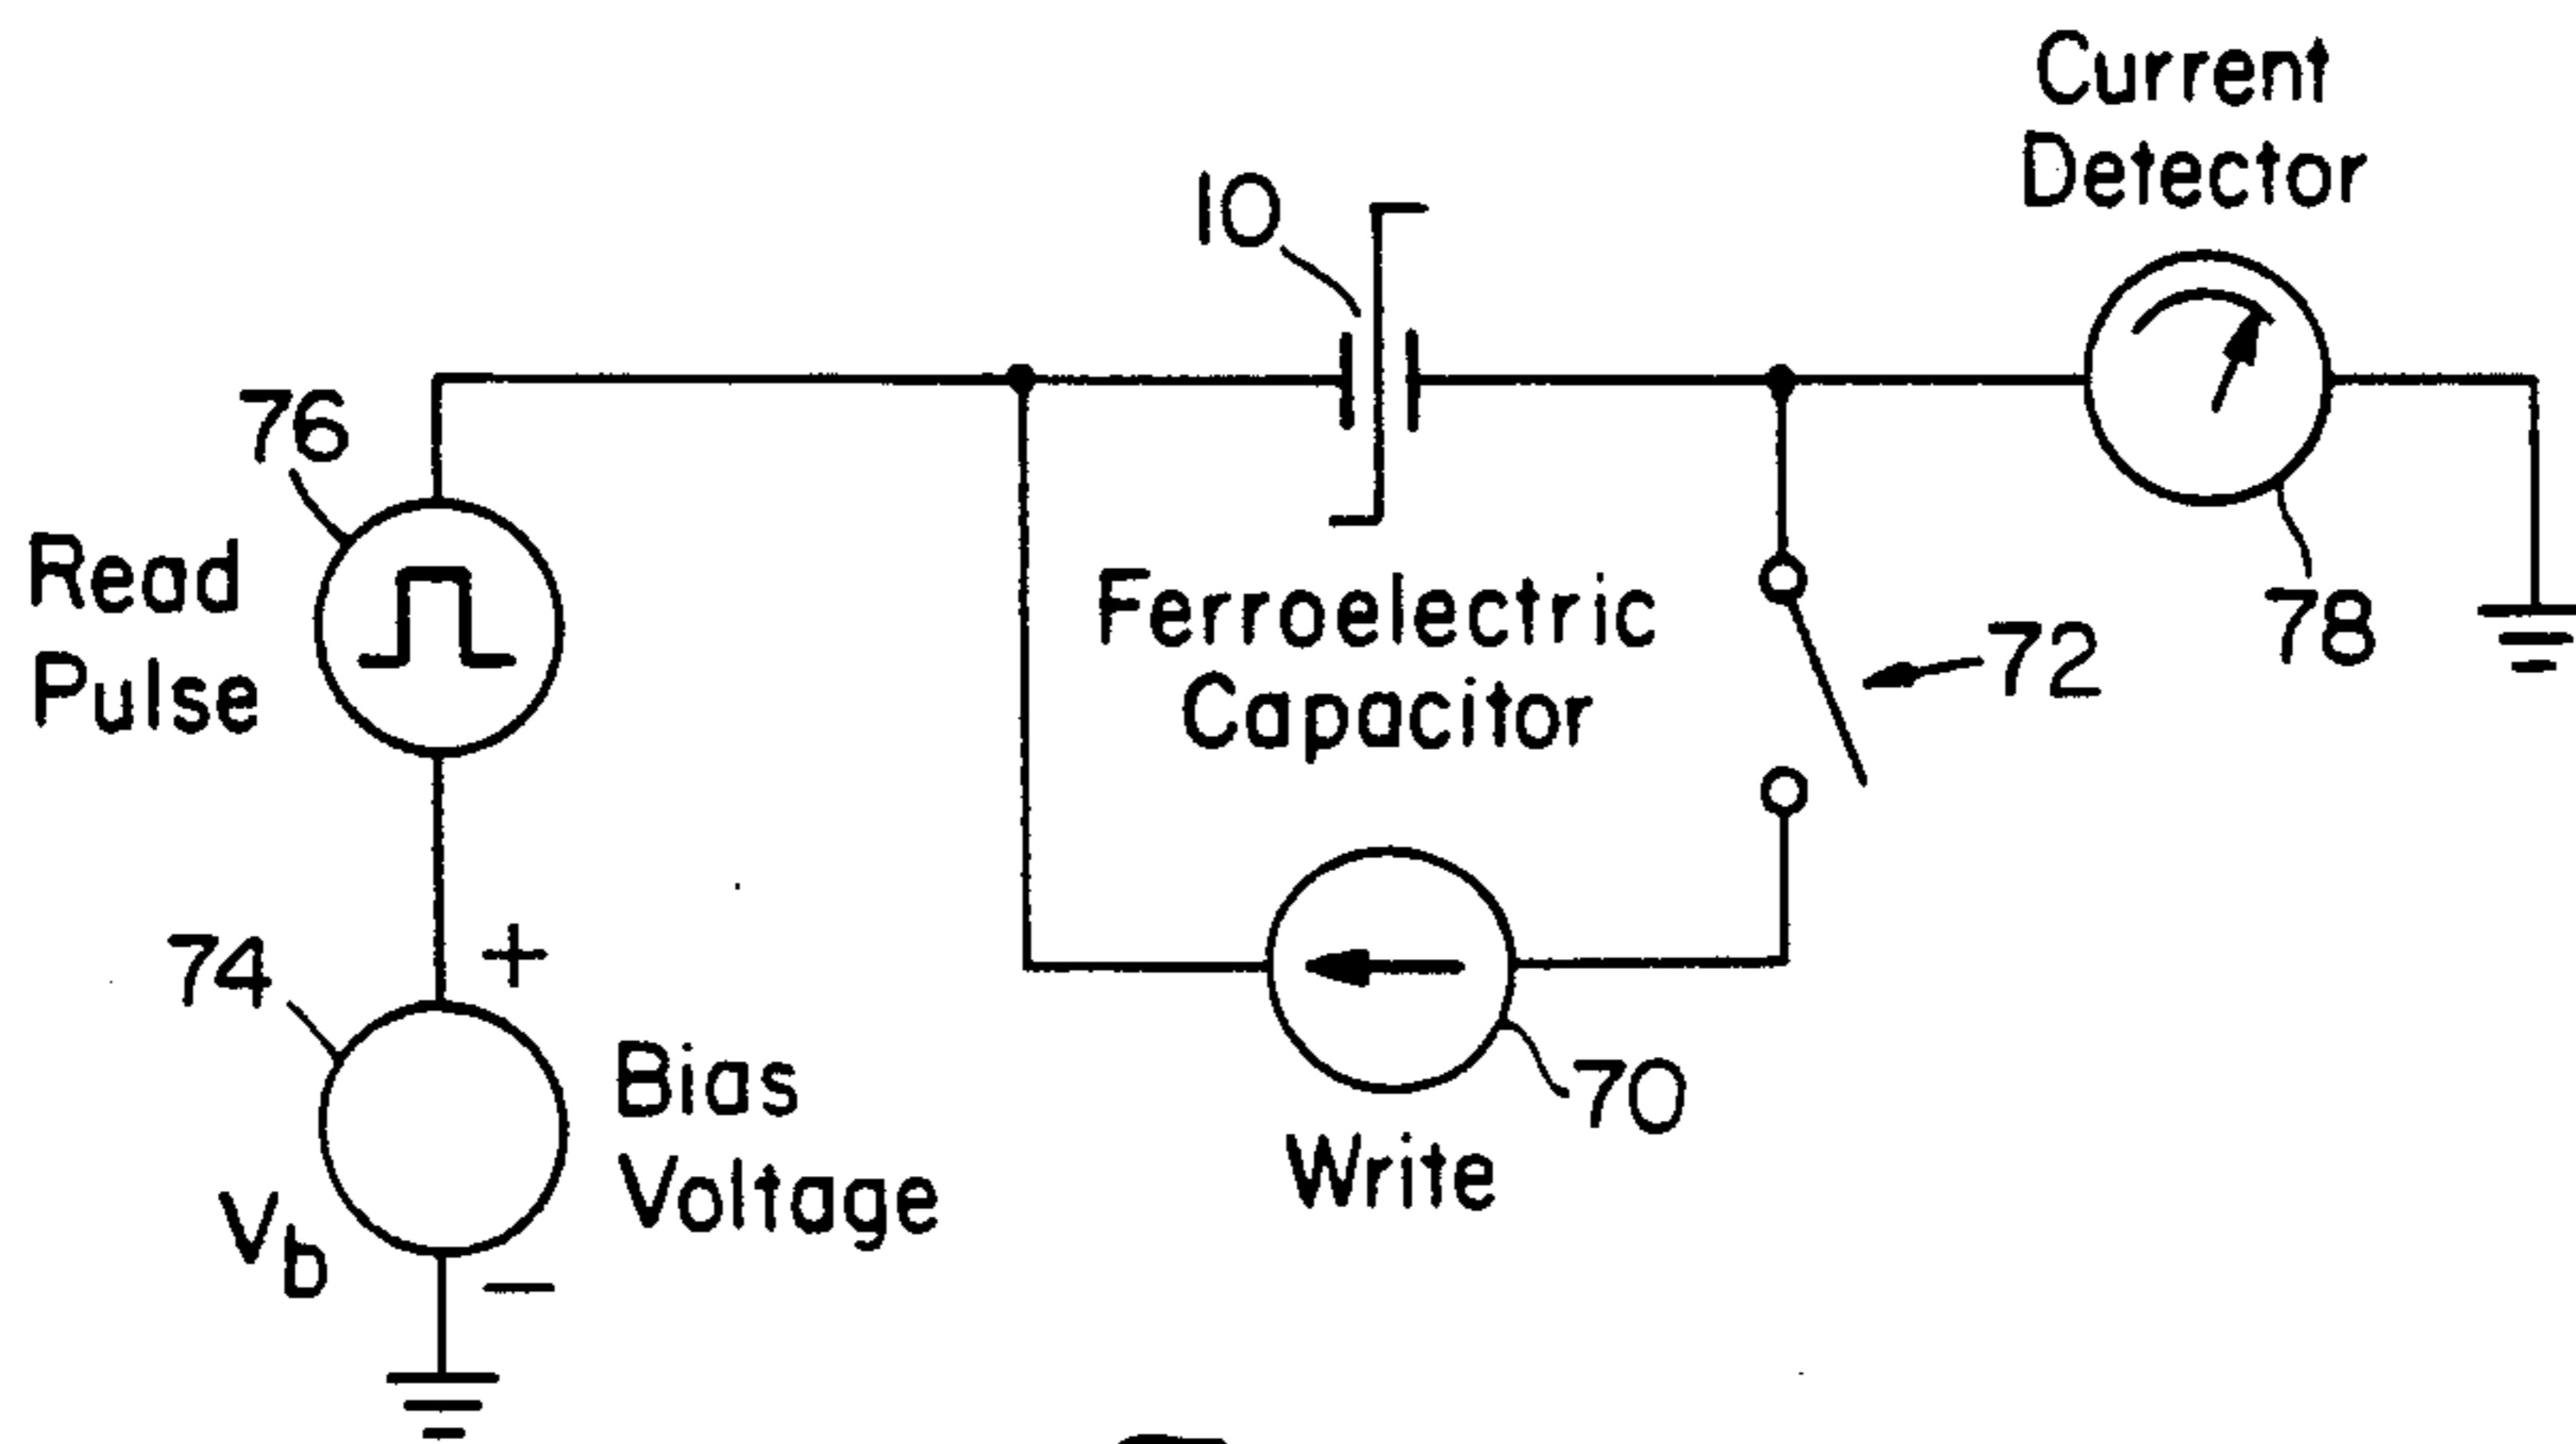 Current
Detector
10
76
Read
Pulse
Ferroelectric
Capacitor
72
78
74
+
Bias
Voltage
Vb
−
70
Write